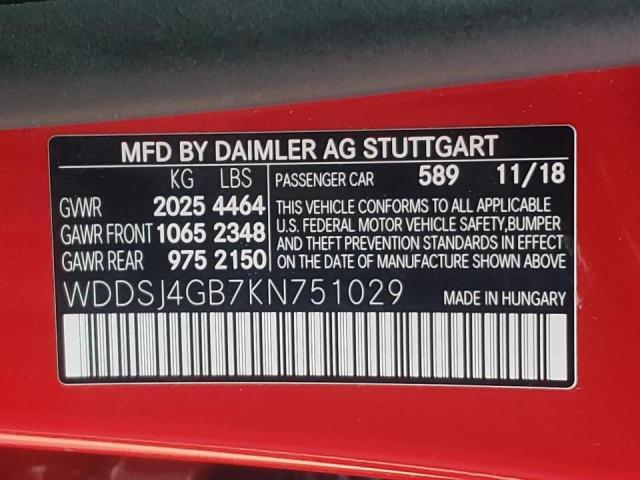 MFD BY DAIMLER AG STUTTGART
KG LBS
GVWR 2025 4464
GAWR FRONT 1065 2348
GAWR REAR 975 2150
PASSENGER CAR 589 11/18
THIS VEHICLE CONFORMS TO ALL APPLICABLE
U.S. FEDERAL MOTOR VEHICLE SAFETY,BUMPER
AND THEFT PREVENTION STANDARDS IN EFFECT
ON THE DATE OF MANUFACTURE SHOWN ABOVE
WDDSJ4GB7KN751029 MADE IN HUNGARY